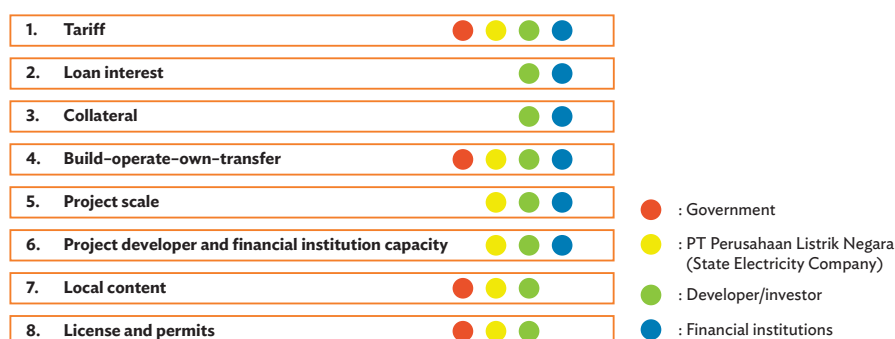 1. Tariff
2. Loan interest
3. Collateral
4. Build-operate-own-transfer
5. Project scale
6. Project developer and financial institution capacity
7. Local content
8. License and permits
: Government
: PT Perusahaan Listrik Negara
(State Electricity Company)
: Developer/investor
: Financial institutions